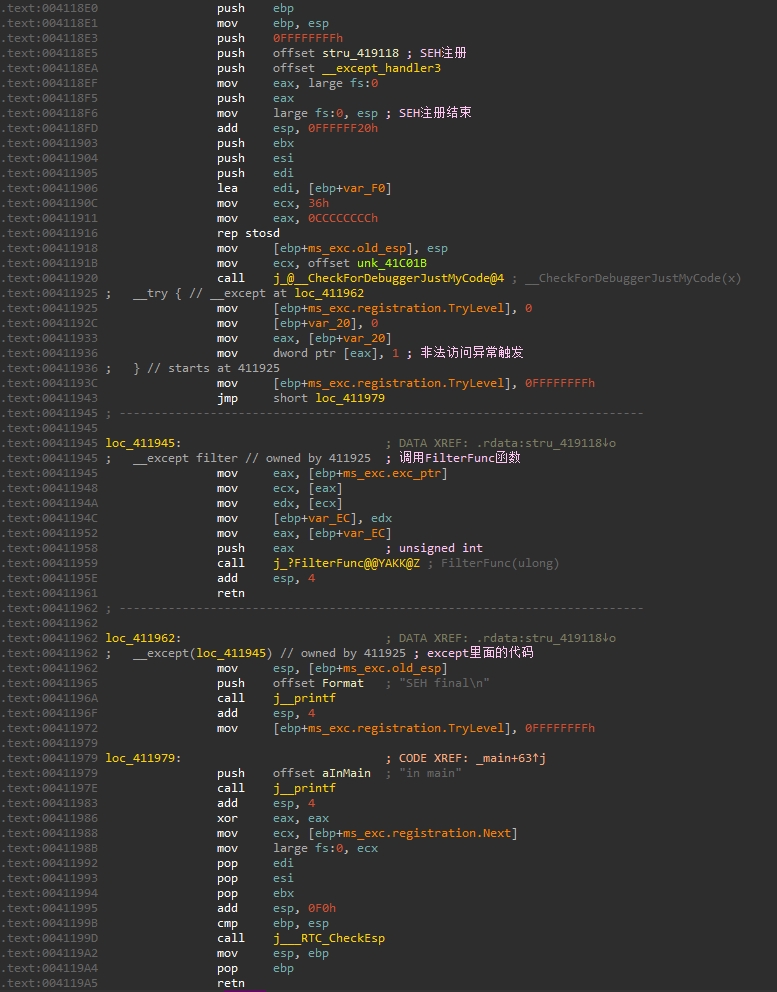 .text:004118E0 push ebp
.text:004118E1 mov ebp, esp
.text:004118E3 push 0FFFFFFFFh
.text:004118E5 push offset stru_419118 ; SEH注册
.text:004118EA push offset __except_handler3
.text:004118EF mov eax, large fs:0
.text:004118F5 push eax
.text:004118F6 mov large fs:0, esp ; SEH注册结束
.text:004118FD add esp, 0FFFFFF20h
.text:00411903 push ebx
.text:00411904 push esi
.text:00411905 push edi
.text:00411906 lea edi, [ebp+var_F0]
.text:0041190C mov ecx, 36h
.text:00411911 mov eax, 0CCCCCCCCh
.text:00411916 rep stosd
.text:00411918 mov [ebp+ms_exc.old_esp], esp
.text:0041191B mov ecx, offset unk_41C01B
.text:00411920 call j_@__CheckForDebuggerJustMyCode@4 ; __CheckForDebuggerJustMyCode(x)
.text:00411925 ; __try { // __except at loc_411962
.text:00411925 mov [ebp+ms_exc.registration.TryLevel], 0
.text:0041192C mov [ebp+var_20], 0
.text:00411933 mov eax, [ebp+var_20]
.text:00411936 mov dword ptr [eax], 1 ; 非法访问异常触发
.text:00411936 ; } // starts at 411925
.text:0041193C mov [ebp+ms_exc.registration.TryLevel], 0FFFFFFFFh
.text:00411943 jmp short loc_411979
.text:00411945 ; ---------------------------------------------------------------------------
.text:00411945
.text:00411945 loc_411945: ; DATA XREF: .rdata:stru_419118↓o
.text:00411945 ; __except filter // owned by 411925 ; 调用FilterFunc函数
.text:00411945 mov eax, [ebp+ms_exc.exc_ptr]
.text:00411948 mov ecx, [eax]
.text:0041194A mov edx, [ecx]
.text:0041194C mov [ebp+var_EC], edx
.text:00411952 mov eax, [ebp+var_EC]
.text:00411958 push eax ; unsigned int
.text:00411959 call j_?FilterFunc@@YAKK@Z ; FilterFunc(ulong)
.text:0041195E add esp, 4
.text:00411961 retn
.text:00411962 ; ---------------------------------------------------------------------------
.text:00411962
.text:00411962 loc_411962: ; DATA XREF: .rdata:stru_419118↓o
.text:00411962 ; __except(loc_411945) // owned by 411925 ; except里面的代码
.text:00411962 mov esp, [ebp+ms_exc.old_esp]
.text:00411965 push offset Format ; "SEH final\n"
.text:0041196A call j__printf
.text:0041196F add esp, 4
.text:00411972 mov [ebp+ms_exc.registration.TryLevel], 0FFFFFFFFh
.text:00411979
.text:00411979 loc_411979: ; CODE XREF: _main+63↑j
.text:00411979 push offset aInMain ; "in main"
.text:0041197E call j__printf
.text:00411983 add esp, 4
.text:00411986 xor eax, eax
.text:00411988 mov ecx, [ebp+ms_exc.registration.Next]
.text:0041198B mov large fs:0, ecx
.text:00411992 pop edi
.text:00411993 pop esi
.text:00411994 pop ebx
.text:00411995 add esp, 0F0h
.text:0041199B cmp ebp, esp
.text:0041199D call j___RTC_CheckEsp
.text:004119A2 mov esp, ebp
.text:004119A4 pop ebp
.text:004119A5 retn